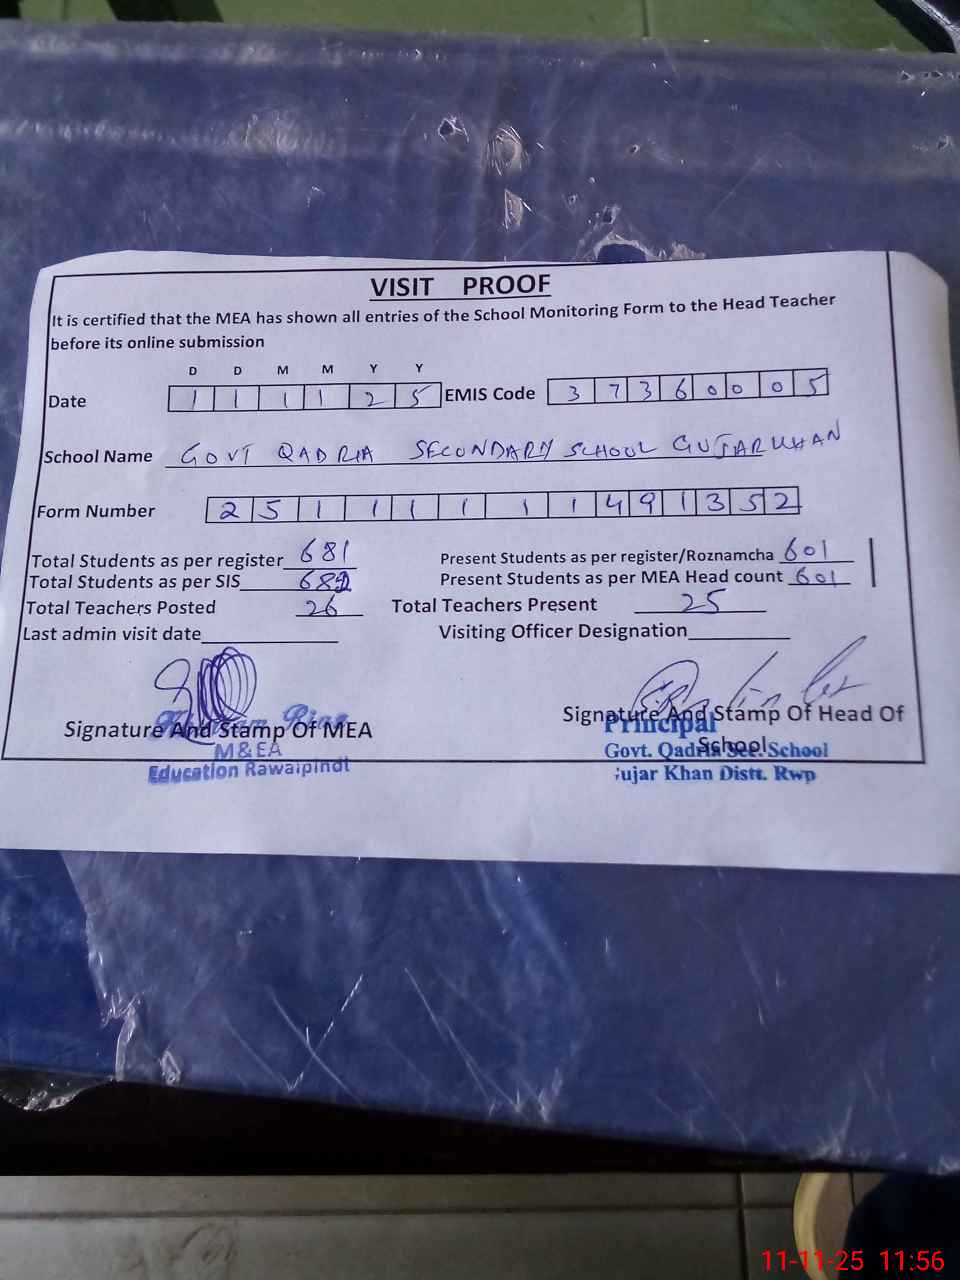 VISIT PROOF
It is certified that the MEA has shown all entries of the School Monitoring Form to the Head Teacher
before its online submission
D D M M Y Y
Date 1 1 1 1 2 5 EMIS Code 3 7 3 6 0 0 0 5
School Name GOVT QADRIA SECONDARY SCHOOL GUJARKHAN
Form Number 2 5 1 1 1 1 1 1 4 9 1 3 5 2
Total Students as per register 681 Present Students as per register/Roznamcha 601
Total Students as per SIS 682 Present Students as per MEA Head count 601
Total Teachers Posted 26 Total Teachers Present 25
Last admin visit date Visiting Officer Designation
Signature And Stamp Of MEA Signature And Stamp Of Head Of
School
M&EA
Education Rawalpindi
Principal
Govt. Qadria Sec. School
ujar Khan Distt. Rwp
11-11-25 11:56